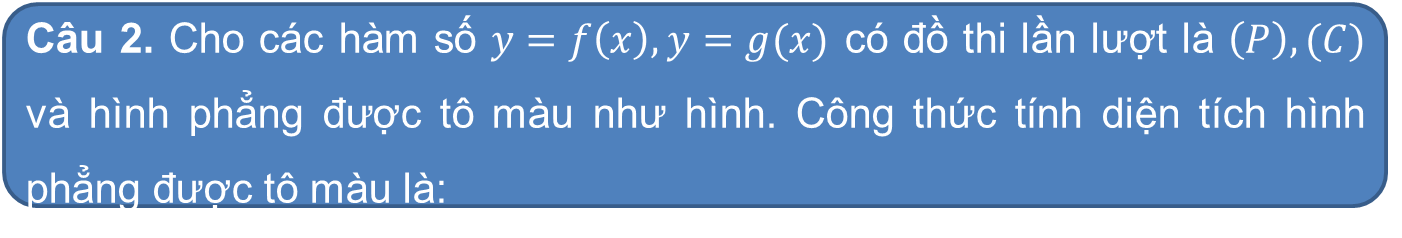 Câu 2. Cho các hàm số y = f(x), y = g(x) có đồ thi lần lượt là (P), (C)
và hình phẳng được tô màu như hình. Công thức tính diện tích hình
phẳng được tô màu là: